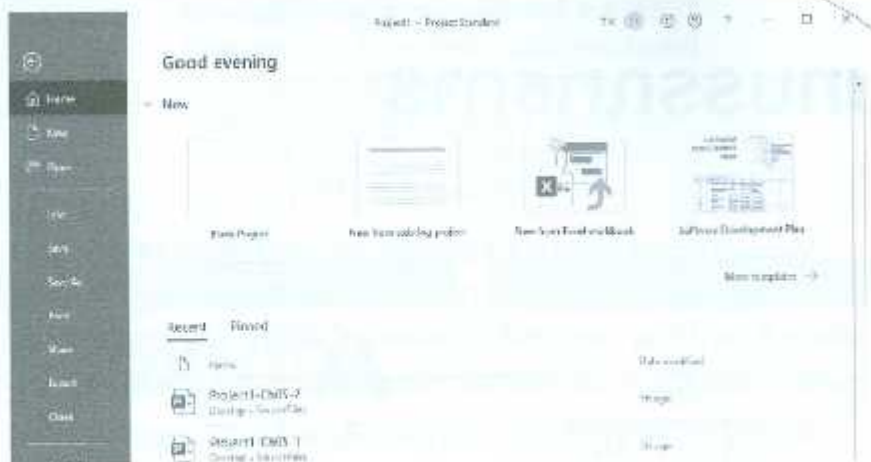 Project1 - Project Standard
Good evening
Home
New
New
Open
Info
Save
Save As
Print
Share
Export
Close
Blank Project
New from existing project
New from Excel workbook
Software Development Plan
More templates
Recent Pinned
Name
Date modified
Project1-Ch05-2
Project1-Ch05-1